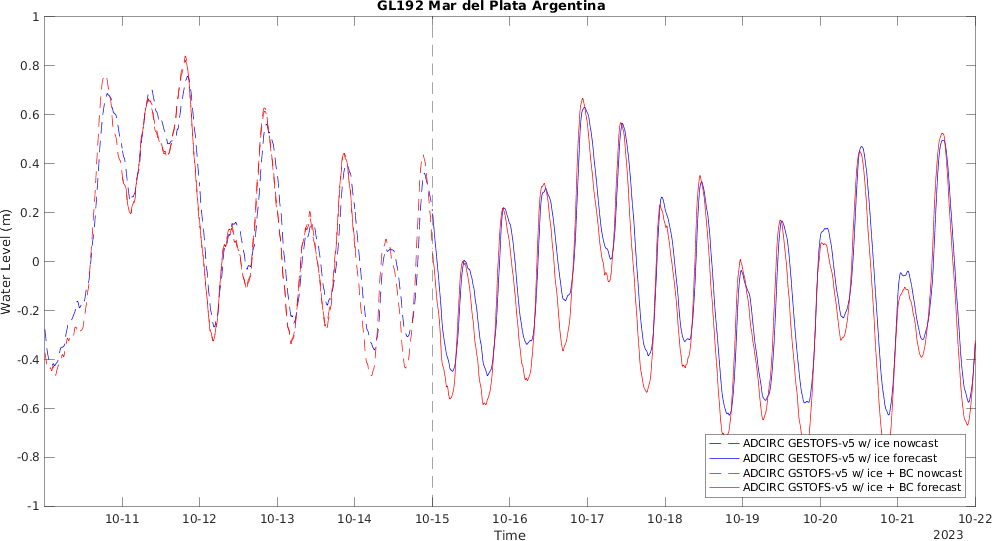 GL192 Mar del Plata Argentina
1
0.8
0.6
0.4
0.2
0
-0.2
-0.4
-0.6
-0.8
-1
Water Level (m)
ADCIRC GESTOFS-v5 w/ ice nowcast
ADCIRC GESTOFS-v5 w/ ice forecast
ADCIRC GSTOFS-v5 w/ ice + BC nowcast
ADCIRC GSTOFS-v5 w/ ice + BC forecast
10-11 10-12 10-13 10-14 10-15 10-16 10-17 10-18 10-19 10-20 10-21 10-22
Time
2023